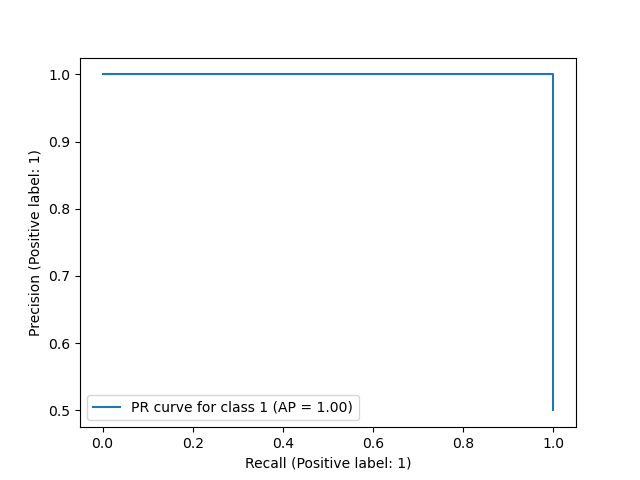 1.0
0.9
0.8
0.7
0.6
0.5
Precision (Positive label: 1)
PR curve for class 1 (AP = 1.00)
0.0 0.2 0.4 0.6 0.8 1.0
Recall (Positive label: 1)